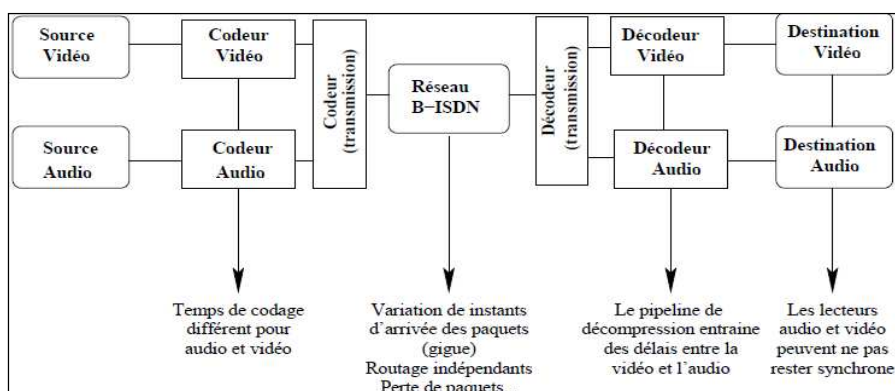 Source
Vidéo
Codeur
Vidéo
Codeur
(transmission)
Réseau
B-ISDN
Décodeur
(transmission)
Décodeur
Vidéo
Destination
Vidéo
Source
Audio
Codeur
Audio
Décodeur
Audio
Destination
Audio
Temps de codage
différent pour
audio et vidéo
Variation de instants
d'arrivée des paquets
(gigue)
Routage indépendants
Perte de paquets
Le pipeline de
décompression entraine
des délais entre la
vidéo et l'audio
Les lecteurs
audio et vidéo
peuvent ne pas
rester synchrone